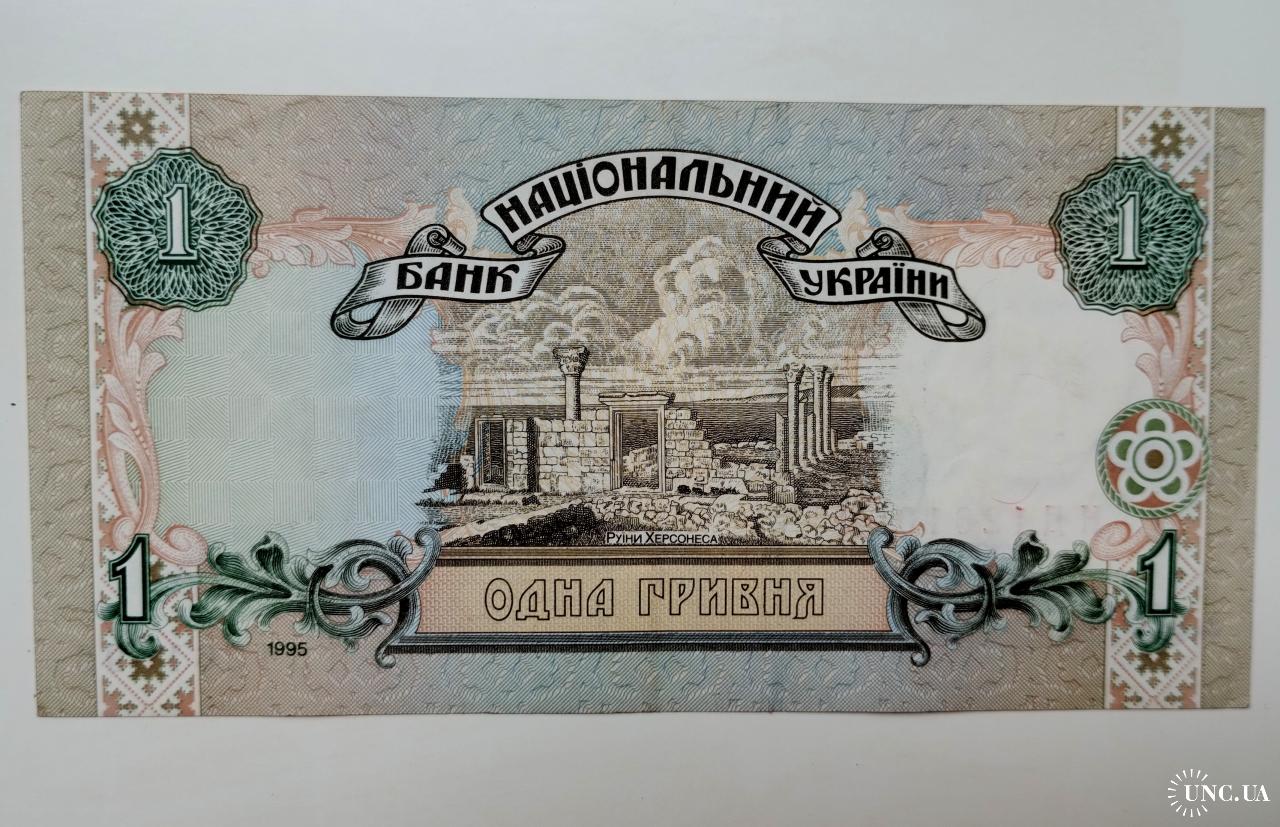 1
1
НАЦІОНАЛЬНИЙ
БАНК УКРАЇНИ
РУЇНИ ХЕРСОНЕСА
ОДНА ГРИВНЯ
1
1
1995
UNC.UA